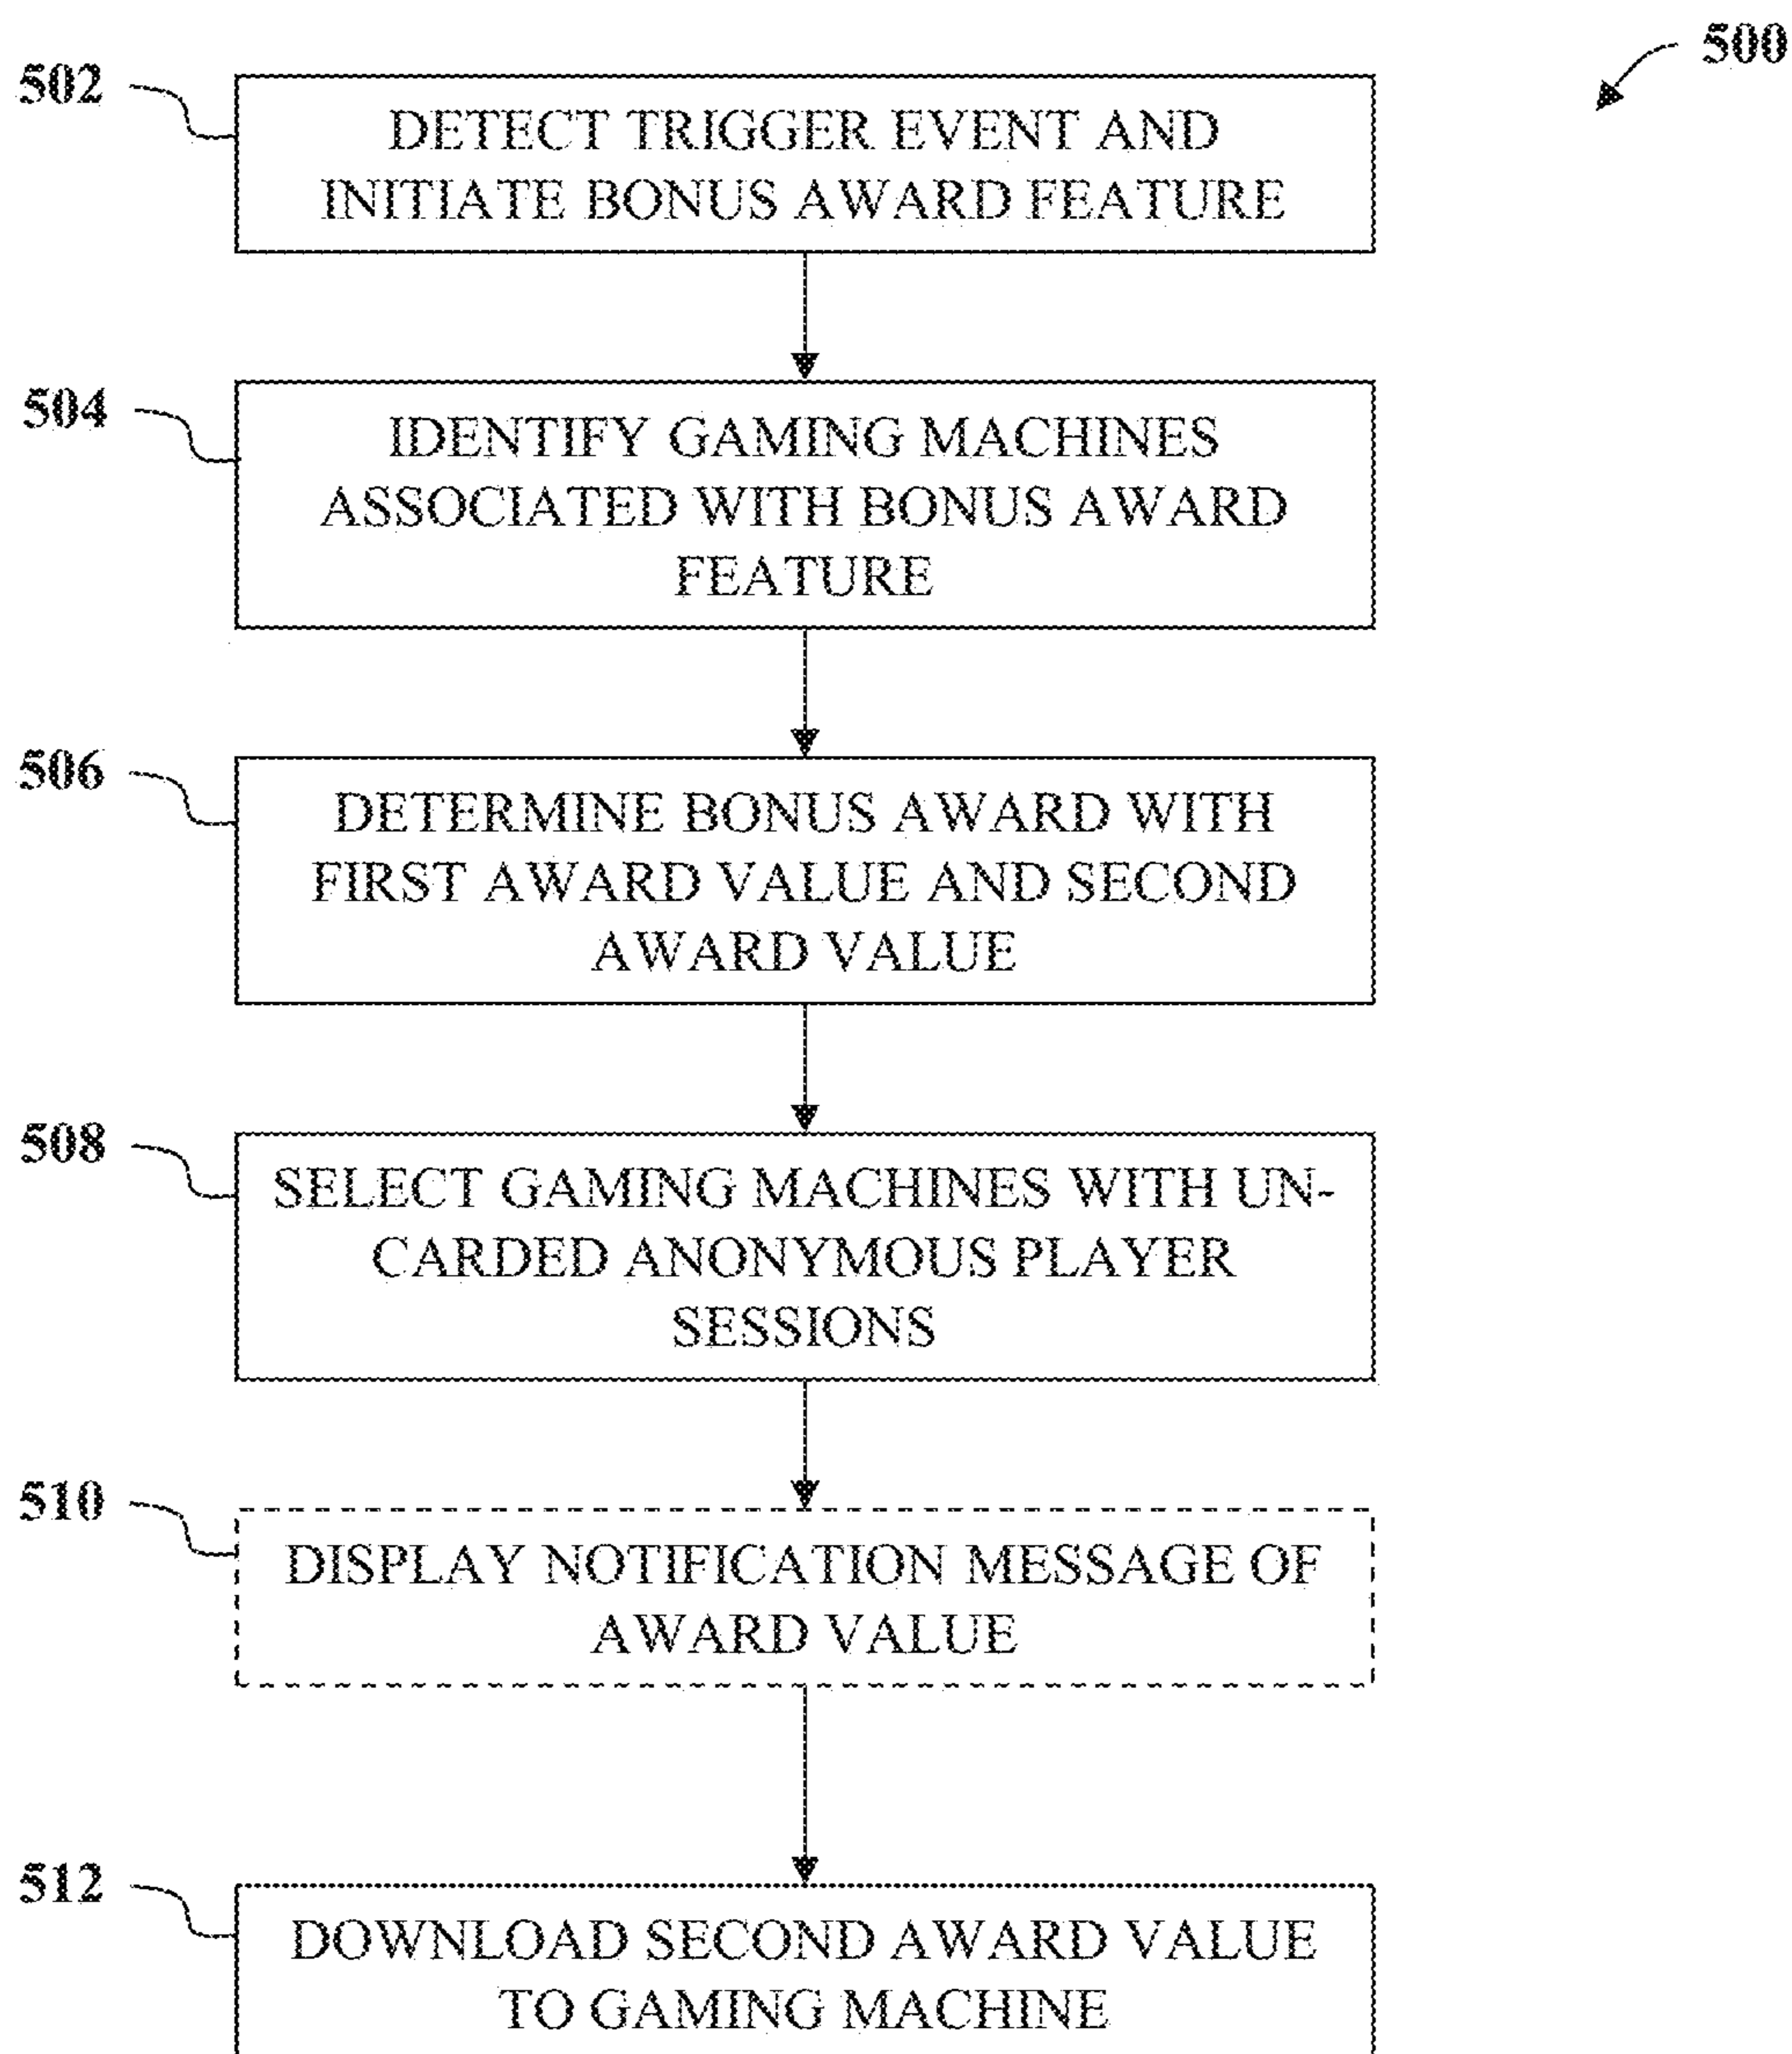 500
502
DETECT TRIGGER EVENT AND
INITIATE BONUS AWARD FEATURE
504
IDENTIFY GAMING MACHINES
ASSOCIATED WITH BONUS AWARD
FEATURE
506
DETERMINE BONUS AWARD WITH
FIRST AWARD VALUE AND SECOND
AWARD VALUE
508
SELECT GAMING MACHINES WITH UN-
CARDED ANONYMOUS PLAYER
SESSIONS
510
DISPLAY NOTIFICATION MESSAGE OF
AWARD VALUE
512
DOWNLOAD SECOND AWARD VALUE
TO GAMING MACHINE